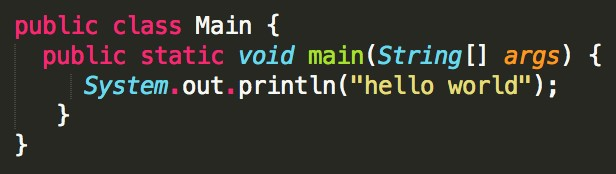 public class Main {
  public static void main(String[] args) {
    System.out.println("hello world");
  }
}